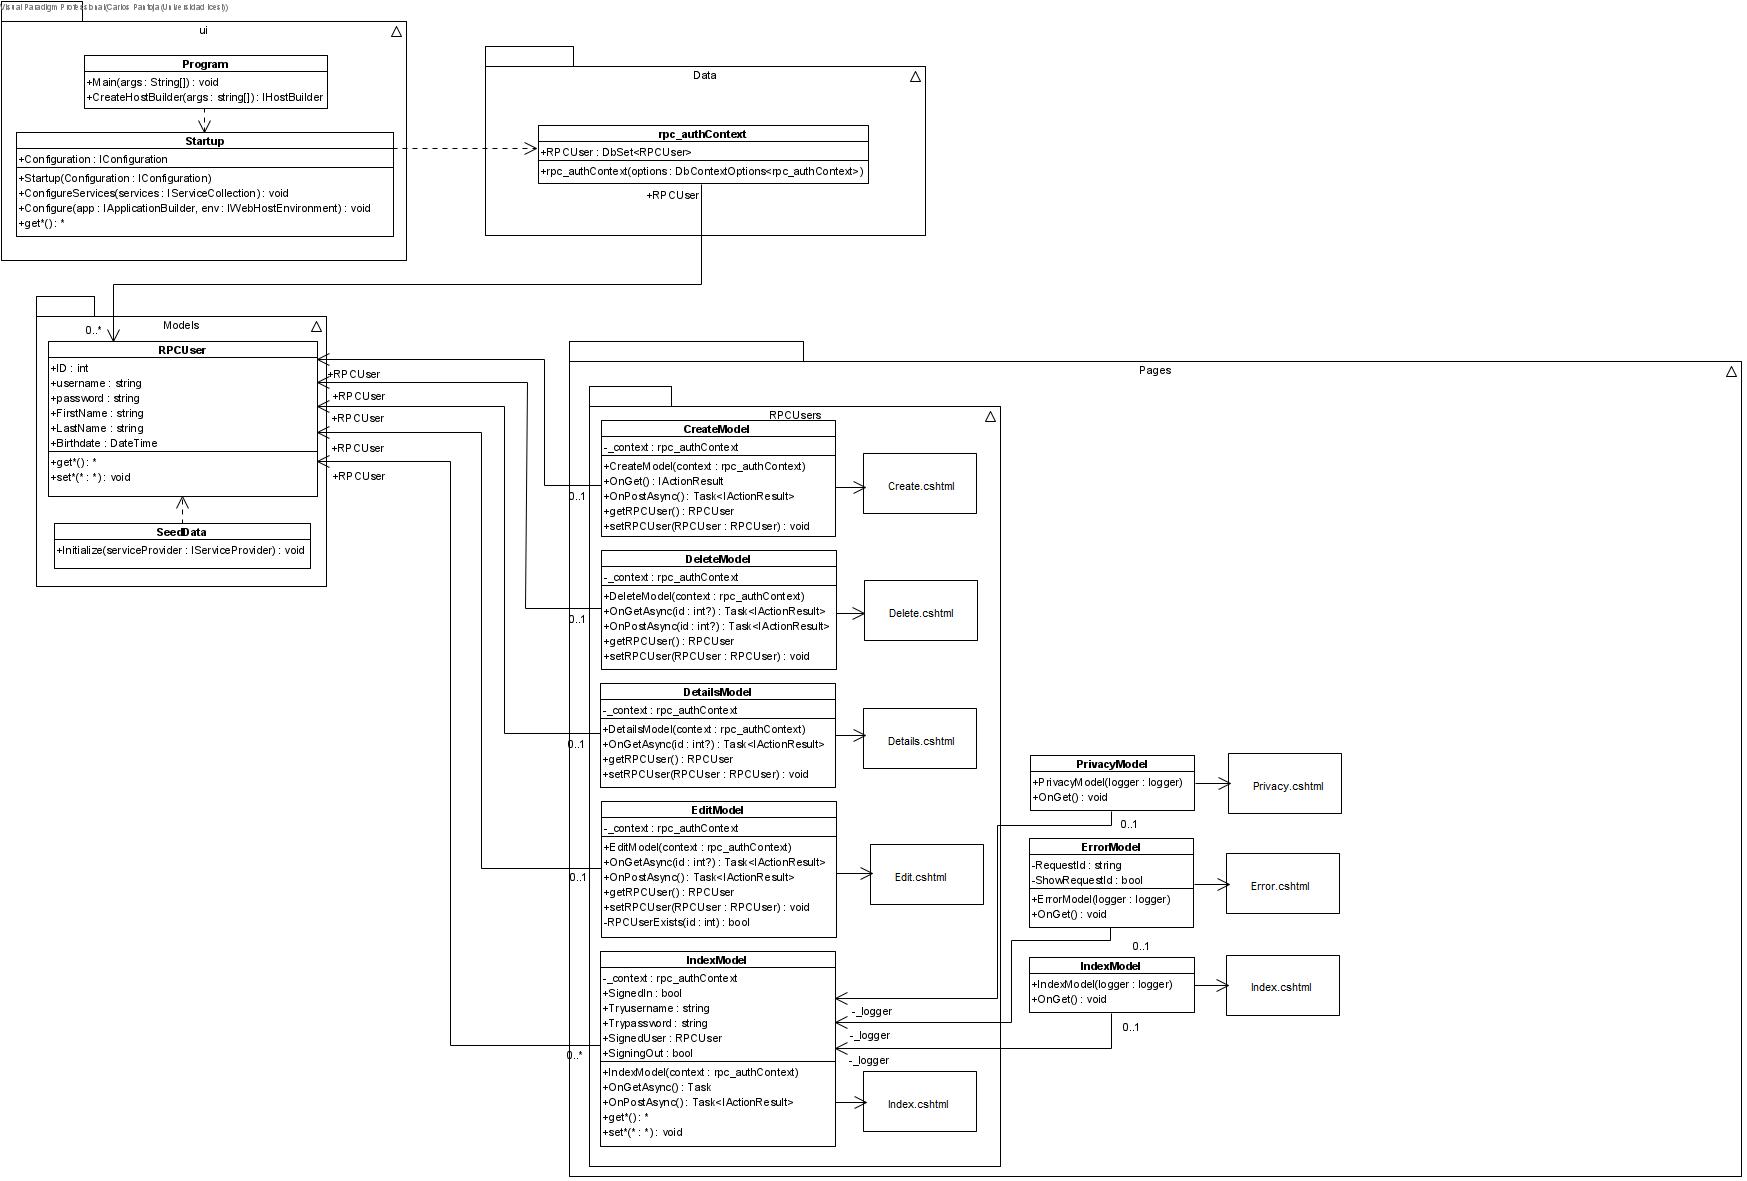 Visual Paradigm Professional(Carlos Pantoja(Universidad Icesi))
ui
Program
+Main(args : String[]) : void
+CreateHostBuilder(args : string[]) : IHostBuilder
Startup
+Configuration : IConfiguration
+Startup(Configuration : IConfiguration)
+ConfigureServices(services : IServiceCollection) : void
+Configure(app : IApplicationBuilder, env : IWebHostEnvironment) : void
+get*() : *
Data
rpc_authContext
+RPCUser : DbSet<RPCUser>
+rpc_authContext(options : DbContextOptions<rpc_authContext>)
+RPCUser
0..*
Models
RPCUser
+ID : int
+username : string
+password : string
+FirstName : string
+LastName : string
+Birthdate : DateTime
+get*() : *
+set*(* : *) : void
SeedData
+Initialize(serviceProvider : IServiceProvider) : void
+RPCUser
+RPCUser
+RPCUser
+RPCUser
+RPCUser
Pages
RPCUsers
CreateModel
-_context : rpc_authContext
+CreateModel(context : rpc_authContext)
+OnGet() : IActionResult
+OnPostAsync() : Task<IActionResult>
+getRPCUser() : RPCUser
+setRPCUser(RPCUser : RPCUser) : void
0..1
Create.cshtml
DeleteModel
-_context : rpc_authContext
+DeleteModel(context : rpc_authContext)
+OnGetAsync(id : int?) : Task<IActionResult>
+OnPostAsync(id : int?) : Task<IActionResult>
+getRPCUser() : RPCUser
+setRPCUser(RPCUser : RPCUser) : void
0..1
Delete.cshtml
DetailsModel
-_context : rpc_authContext
+DetailsModel(context : rpc_authContext)
+OnGetAsync(id : int?) : Task<IActionResult>
+getRPCUser() : RPCUser
+setRPCUser(RPCUser : RPCUser) : void
0..1
Details.cshtml
EditModel
-_context : rpc_authContext
+EditModel(context : rpc_authContext)
+OnGetAsync(id : int?) : Task<IActionResult>
+OnPostAsync() : Task<IActionResult>
+getRPCUser() : RPCUser
+setRPCUser(RPCUser : RPCUser) : void
-RPCUserExists(id : int) : bool
0..1
Edit.cshtml
IndexModel
-_context : rpc_authContext
+SignedIn : bool
+Tryusername : string
+Trypassword : string
+SignedUser : RPCUser
+SigningOut : bool
+IndexModel(context : rpc_authContext)
+OnGetAsync() : Task
+OnPostAsync() : Task<IActionResult>
+get*() : *
+set*(* : *) : void
0..*
Index.cshtml
-_logger
-_logger
-_logger
PrivacyModel
+PrivacyModel(logger : logger)
+OnGet() : void
0..1
Privacy.cshtml
ErrorModel
-RequestId : string
-ShowRequestId : bool
+ErrorModel(logger : logger)
+OnGet() : void
0..1
Error.cshtml
IndexModel
+IndexModel(logger : logger)
+OnGet() : void
0..1
Index.cshtml